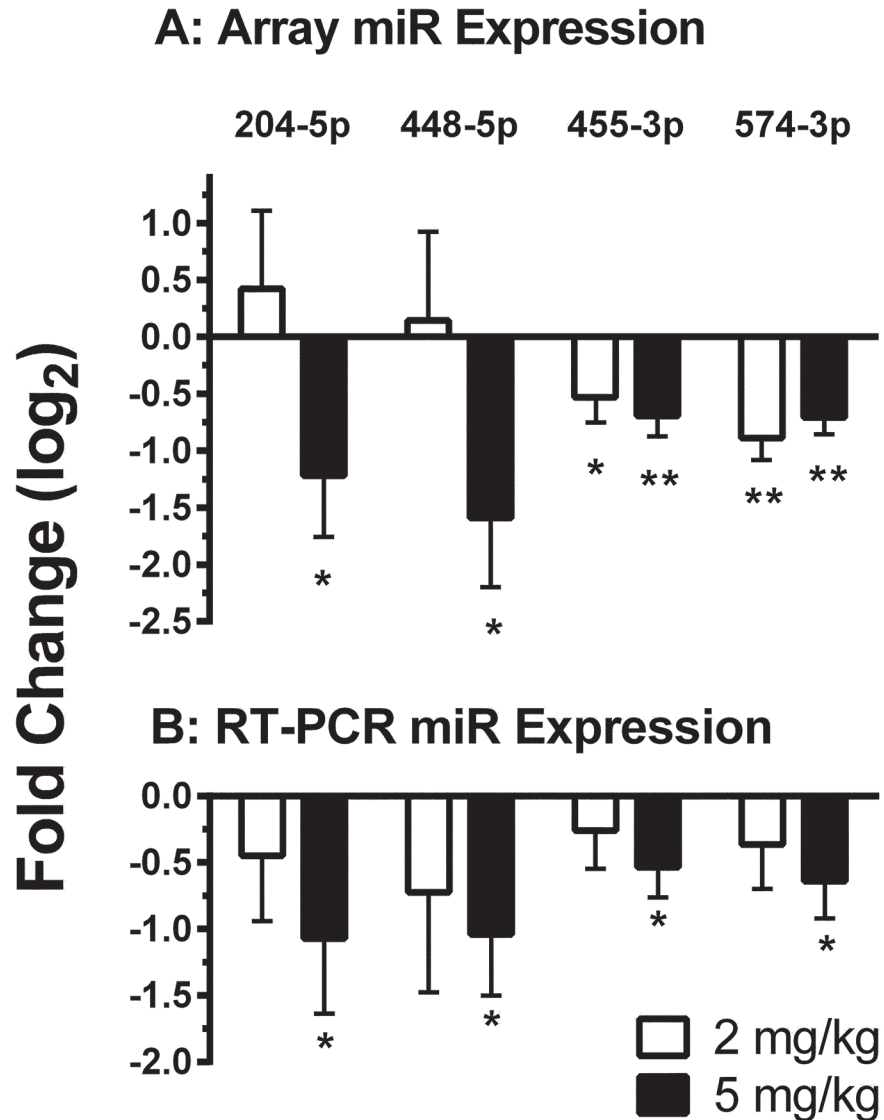 A: Array miR Expression
204-5p 448-5p 455-3p 574-3p
1.0
0.5
0.0
-0.5
-1.0
-1.5
-2.0
-2.5
* * * ** ** **
Fold Change (log2)
B: RT-PCR miR Expression
0.0
-0.5
-1.0
-1.5
-2.0
* * * *
2 mg/kg
5 mg/kg